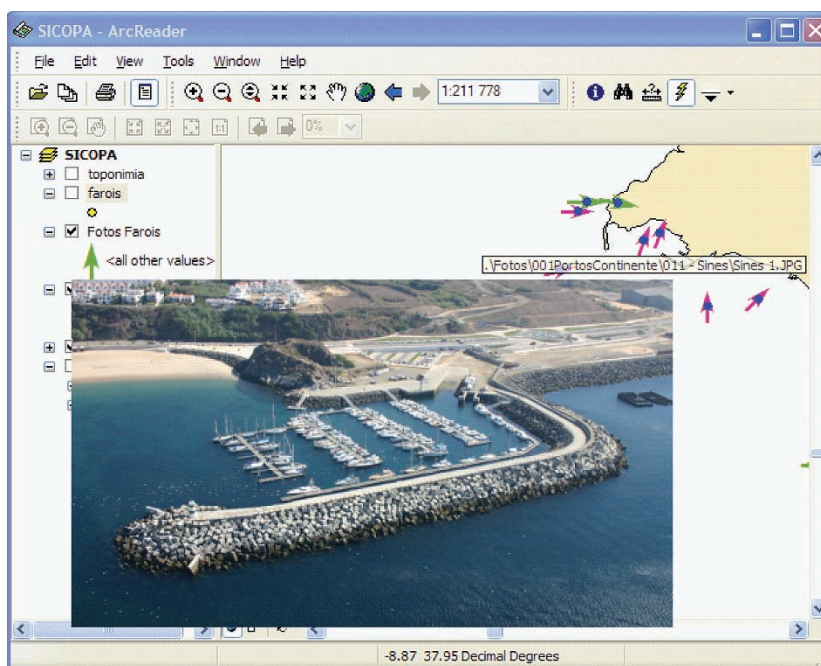 SICOPA - ArcReader
File Edit View Tools Window Help
1:211 778
0%
SICOPA
toponimia
farois
Fotos Farois
<all other values>
.\Fotos\001PortosContinente\011 - Sines\Sines 1.JPG
-8.87 37.95 Decimal Degrees